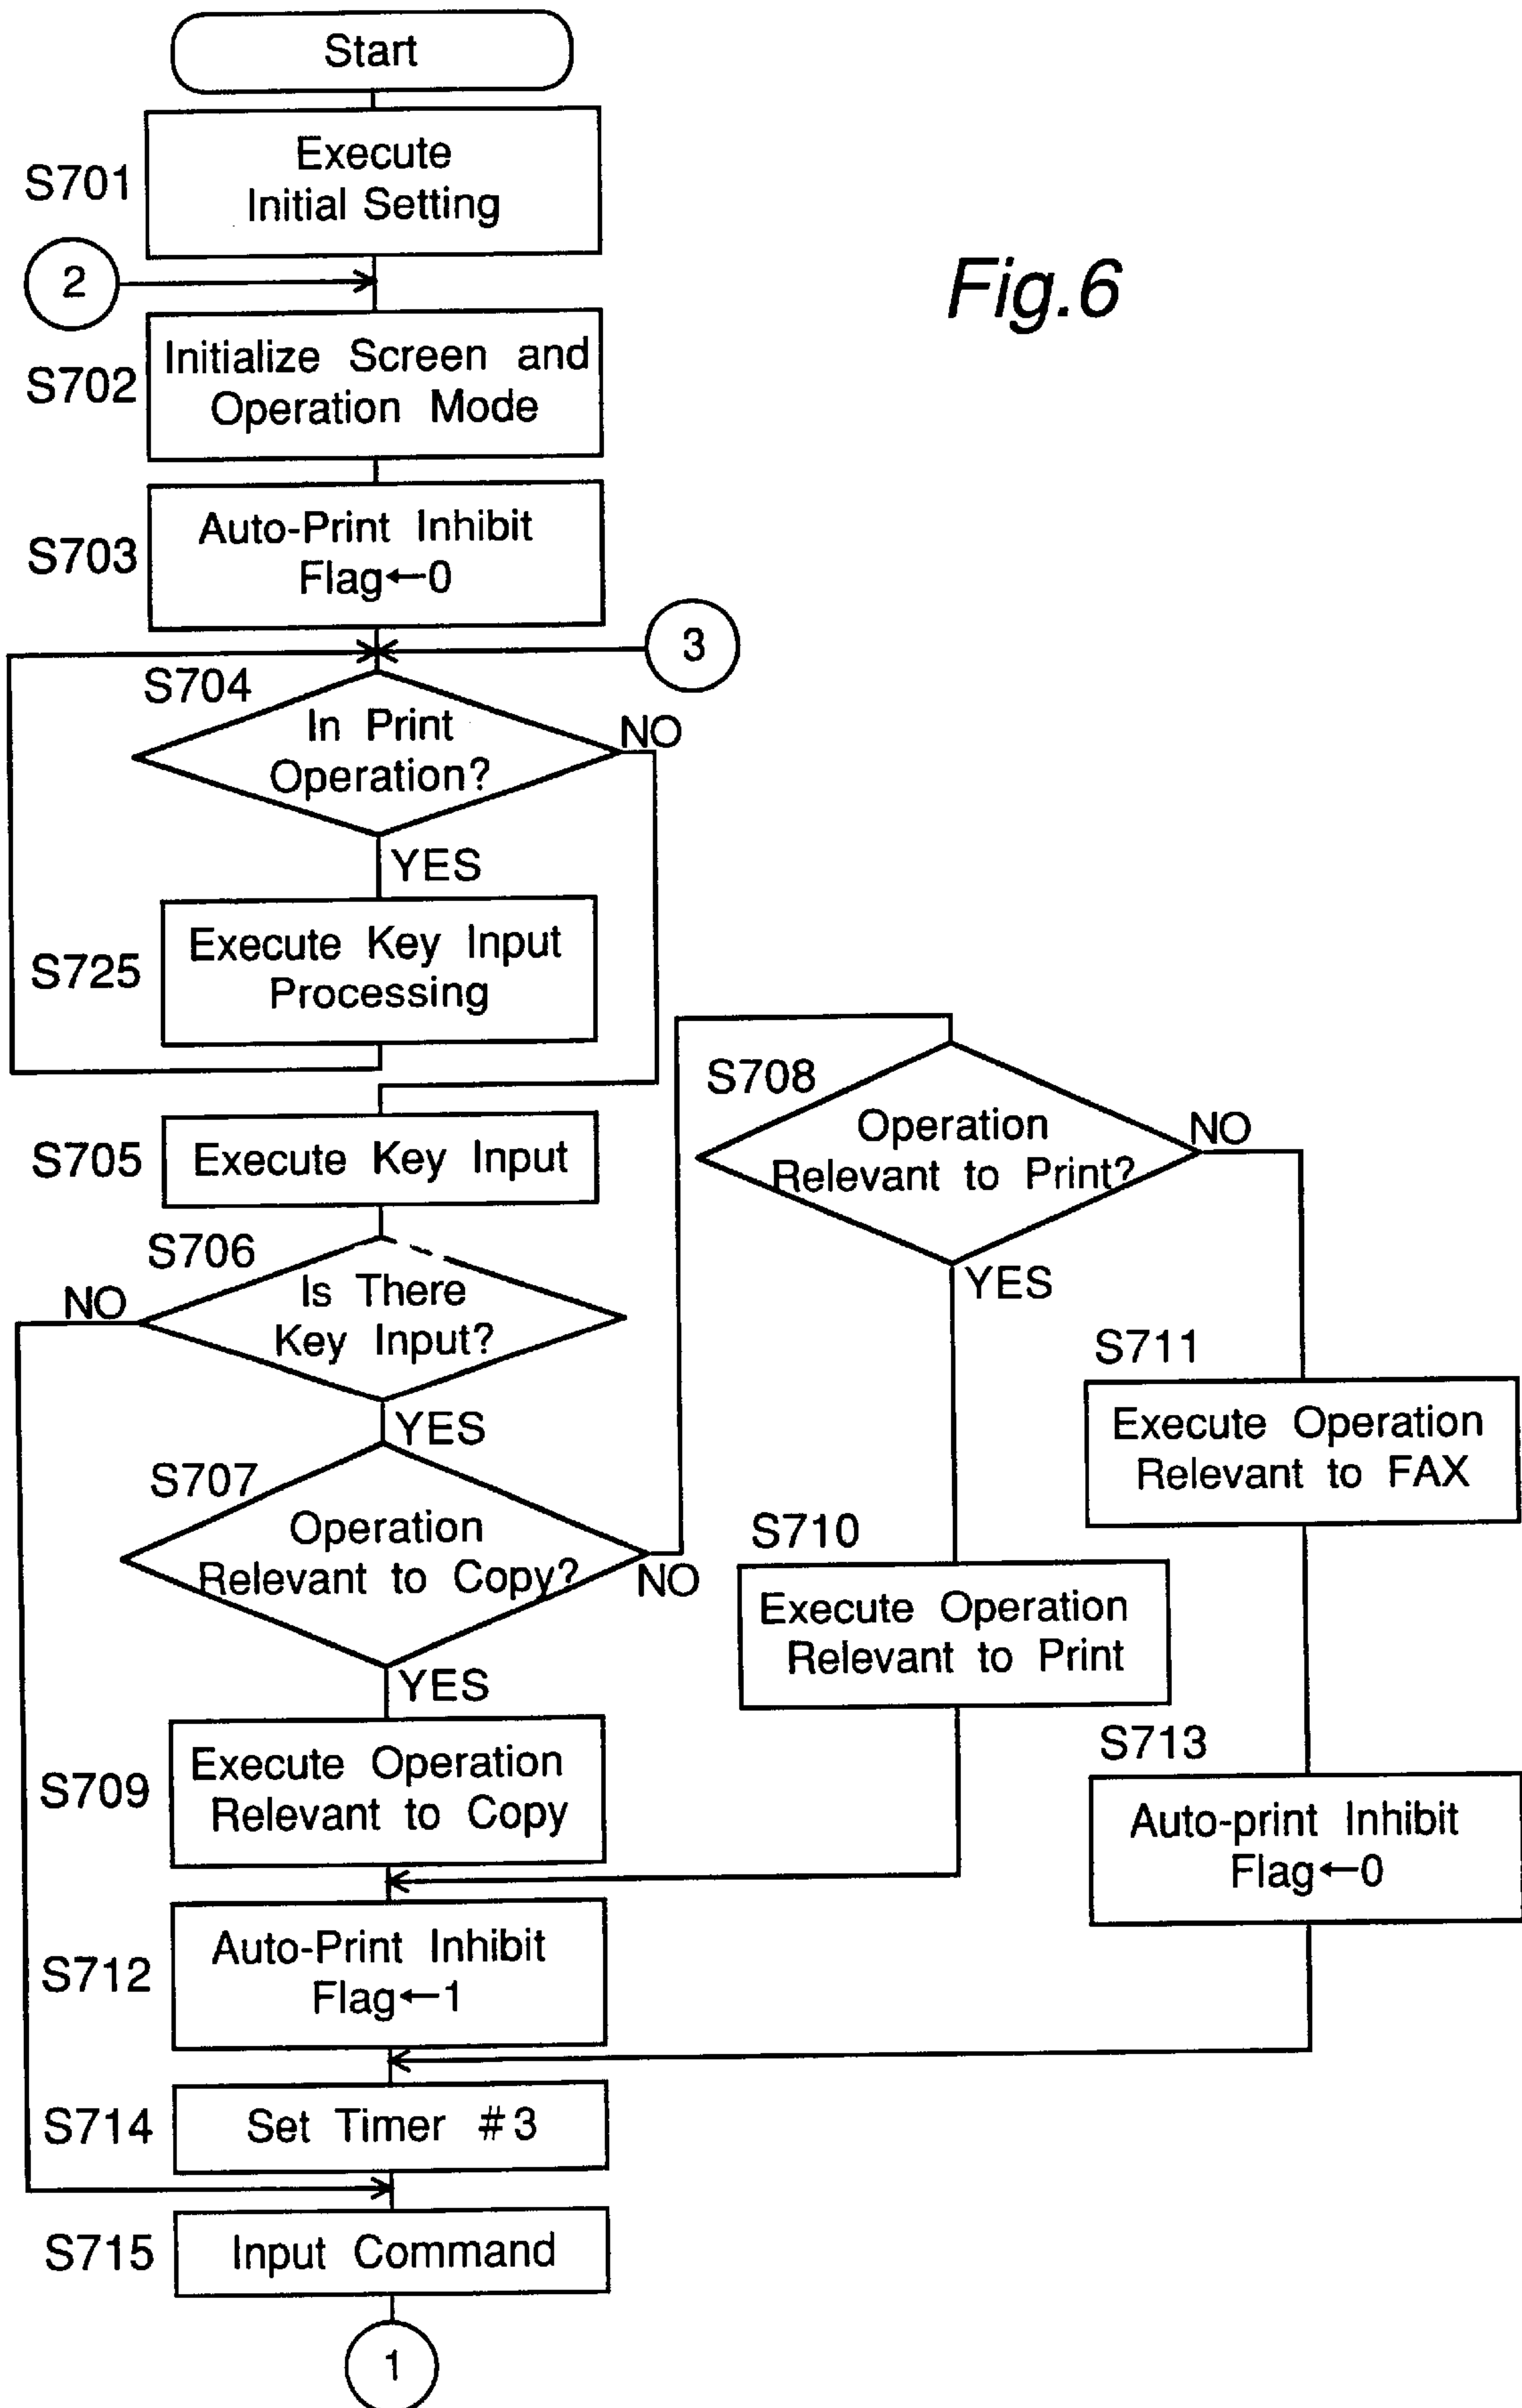 Start
S701
Execute
Initial Setting
2
Fig.6
S702
Initialize Screen and
Operation Mode
S703
Auto-Print Inhibit
Flag←0
3
S704
In Print
Operation?
NO
YES
S725
Execute Key Input
Processing
S705
Execute Key Input
S706
Is There
Key Input?
NO
YES
S707
Operation
Relevant to Copy?
NO
YES
S708
Operation
Relevant to Print?
NO
YES
S711
Execute Operation
Relevant to FAX
S710
Execute Operation
Relevant to Print
S709
Execute Operation
Relevant to Copy
S713
Auto-print Inhibit
Flag←0
S712
Auto-Print Inhibit
Flag←1
S714
Set Timer #3
S715
Input Command
1